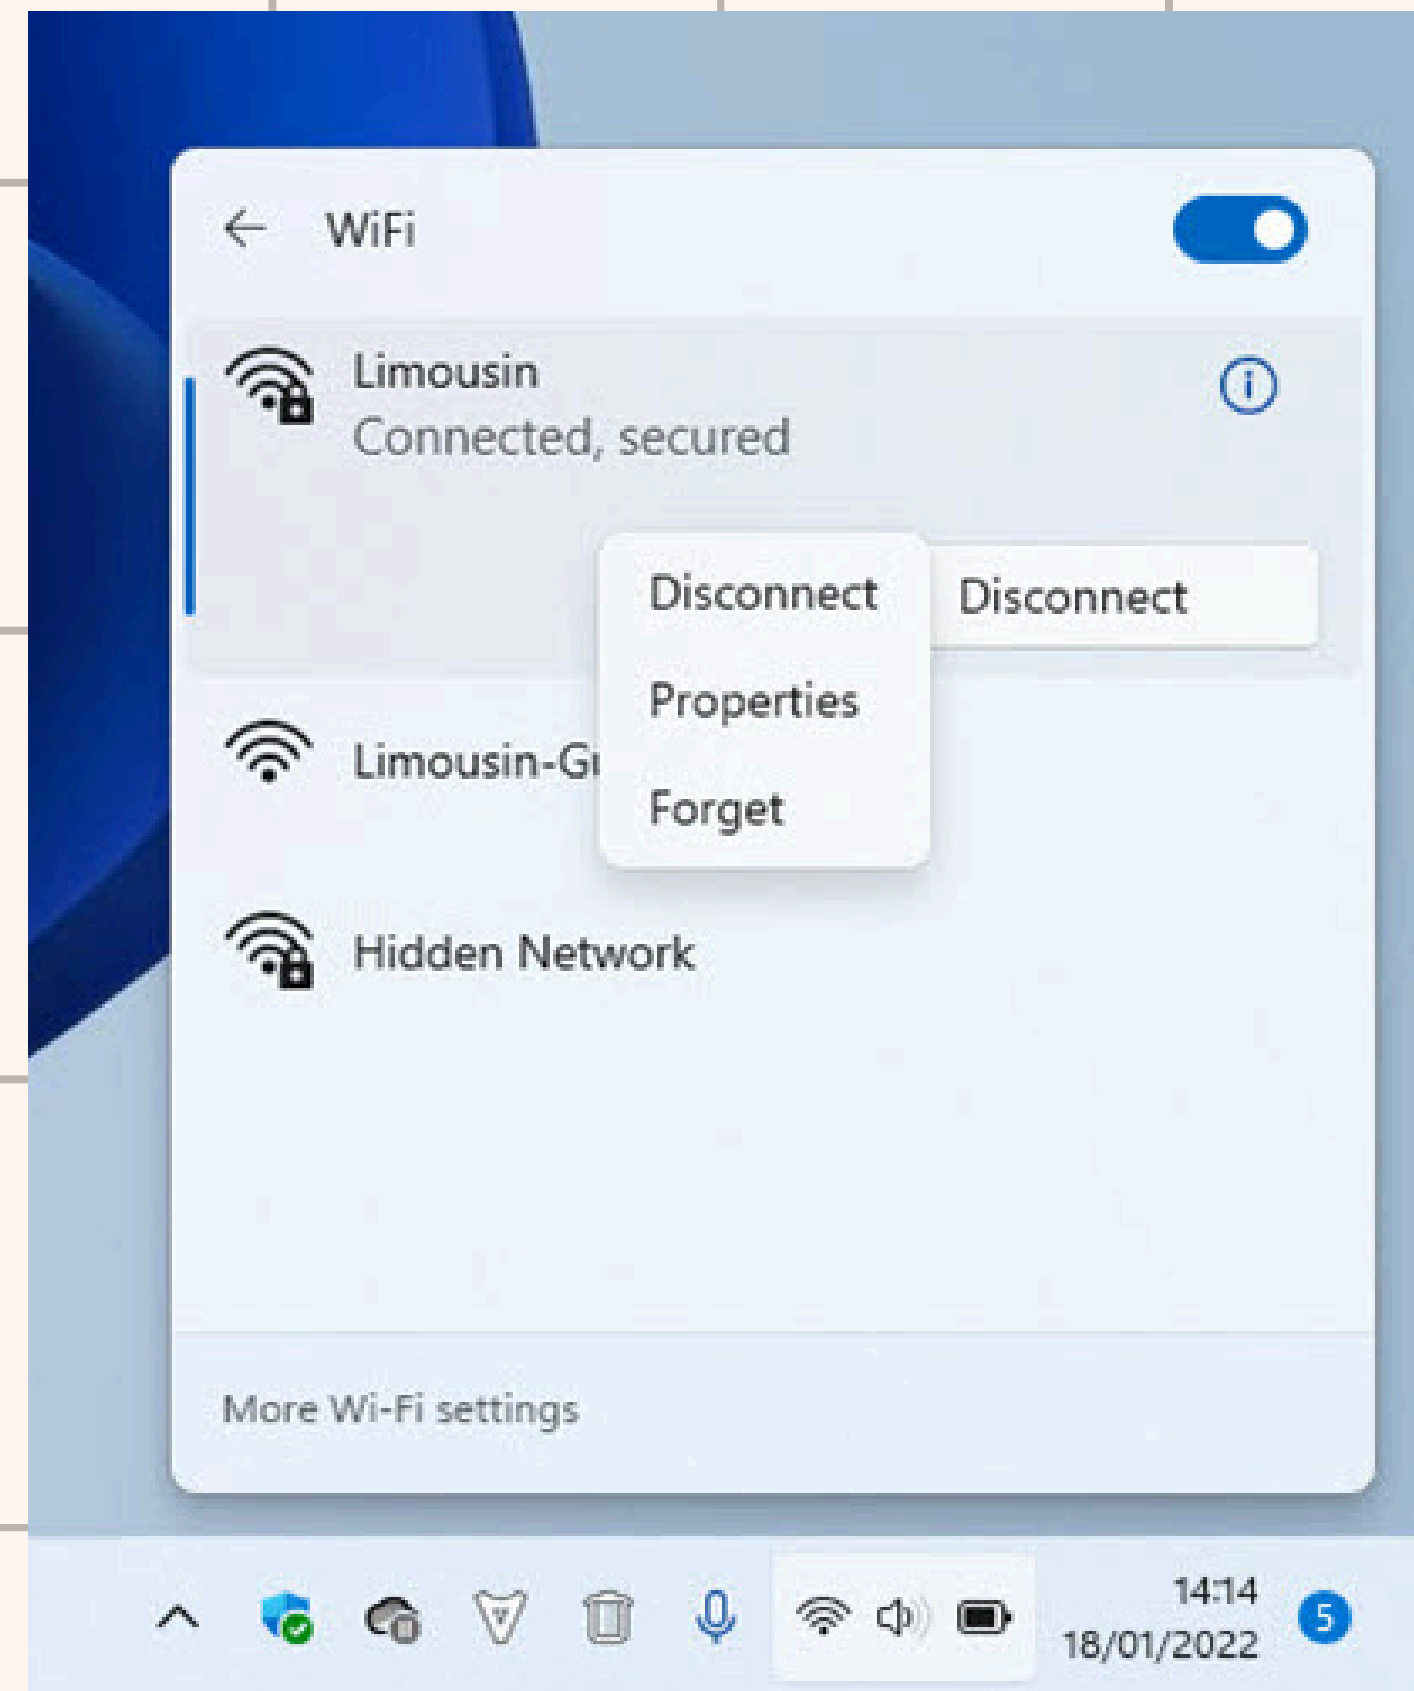 WiFi
Limousin
Connected, secured
Disconnect
Disconnect
Properties
Limousin-G
Forget
Hidden Network
More Wi-Fi settings
14:14
18/01/2022
5